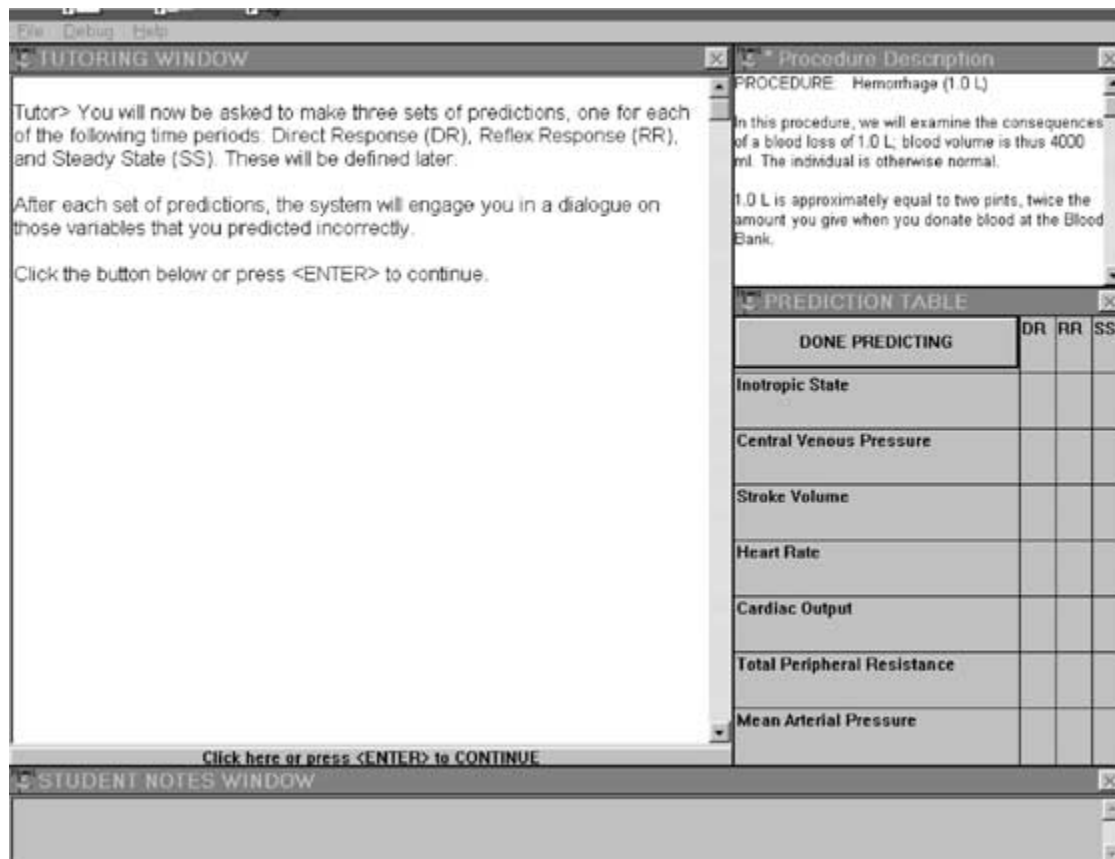 File Debug Help
TUTORING WINDOW
Tutor> You will now be asked to make three sets of predictions, one for each
of the following time periods: Direct Response (DR), Reflex Response (RR),
and Steady State (SS). These will be defined later.
After each set of predictions, the system will engage you in a dialogue on
those variables that you predicted incorrectly.
Click the button below or press <ENTER> to continue.
Click here or press <ENTER> to CONTINUE
* Procedure Description
PROCEDURE: Hemorrhage (1.0 L)
In this procedure, we will examine the consequences
of a blood loss of 1.0 L; blood volume is thus 4000
ml. The individual is otherwise normal.
1.0 L is approximately equal to two pints, twice the
amount you give when you donate blood at the Blood
Bank.
PREDICTION TABLE
DONE PREDICTING DR RR SS
Inotropic State
Central Venous Pressure
Stroke Volume
Heart Rate
Cardiac Output
Total Peripheral Resistance
Mean Arterial Pressure
STUDENT NOTES WINDOW